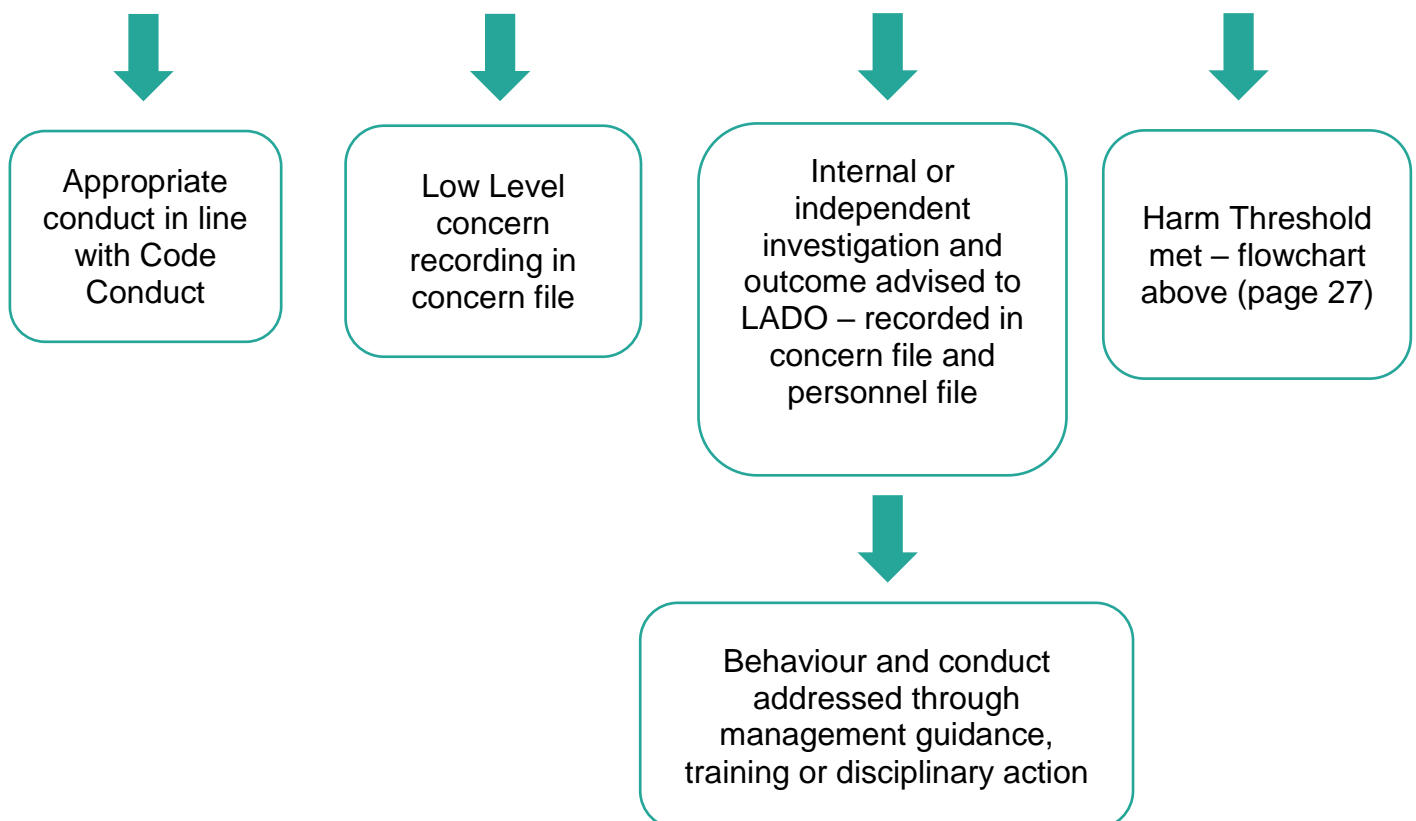 Appropriate
conduct in line
with Code
Conduct
Low Level
concern
recording in
concern file
Internal or
independent
investigation and
outcome advised to
LADO – recorded in
concern file and
personnel file
Harm Threshold
met – flowchart
above (page 27)
Behaviour and conduct
addressed through
management guidance,
training or disciplinary action